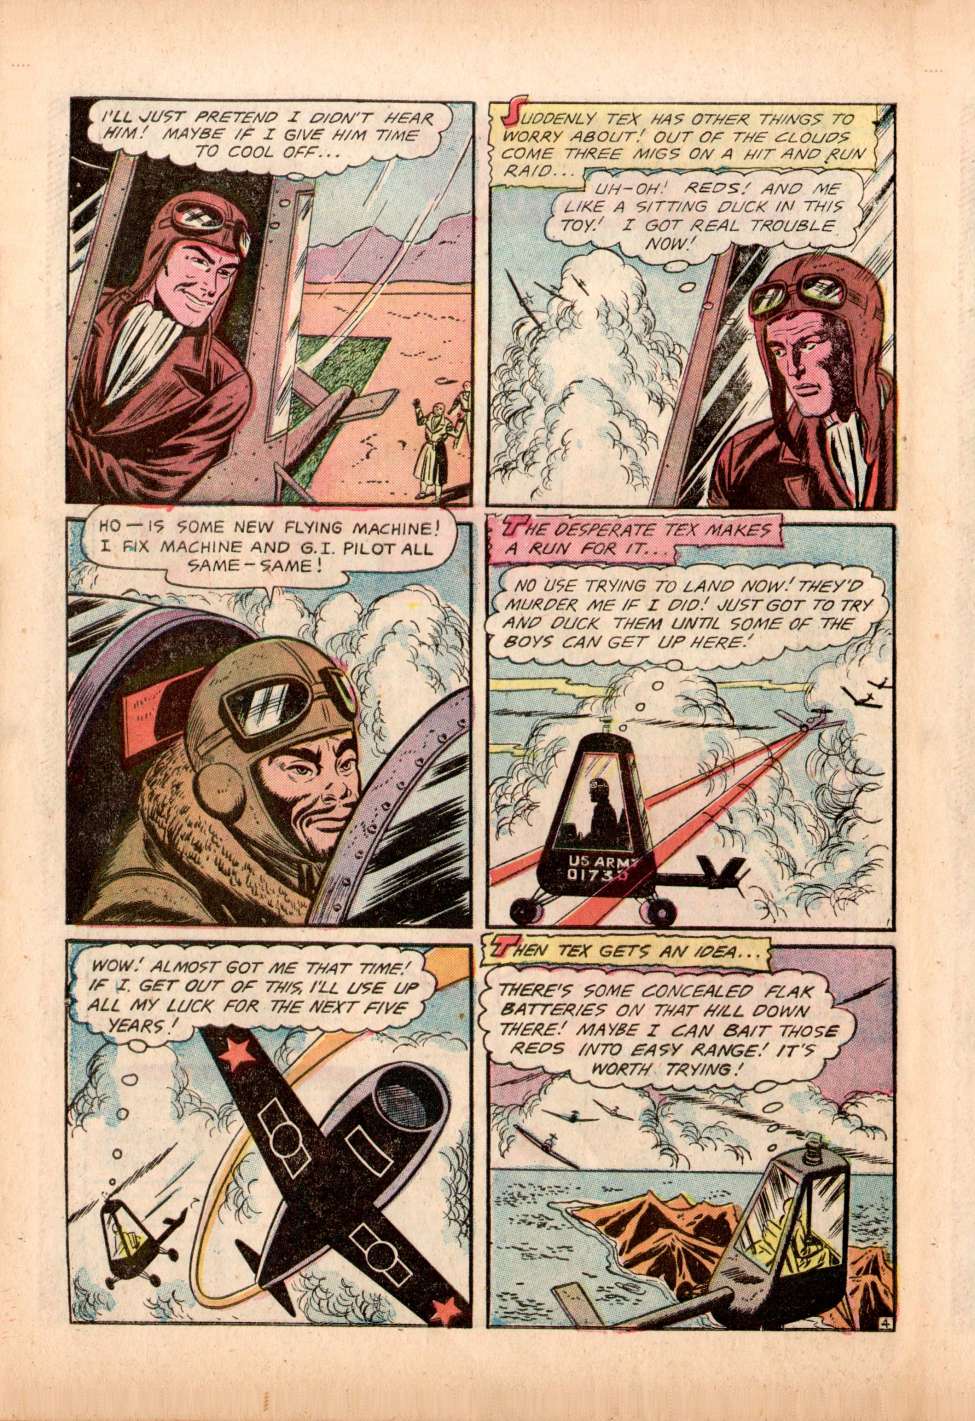 I'LL JUST PRETEND I DIDN'T HEAR
HIM! MAYBE IF I GIVE HIM TIME
TO COOL OFF...
SUDDENLY TEX HAS OTHER THINGS TO
WORRY ABOUT! OUT OF THE CLOUDS
COME THREE MIGS ON A HIT AND RUN
RAID...
UH-OH! REDS! AND ME
LIKE A SITTING DUCK IN THIS
TOY! I GOT REAL TROUBLE
NOW!
HO-IS SOME NEW FLYING MACHINE!
I FIX MACHINE AND G.I. PILOT ALL
SAME-SAME!
THE DESPERATE TEX MAKES
A RUN FOR IT...
NO USE TRYING TO LAND NOW! THEY'D
MURDER ME IF I DID! JUST GOT TO TRY
AND DUCK THEM UNTIL SOME OF THE
BOYS CAN GET UP HERE!
US ARMY
01730
WOW! ALMOST GOT ME THAT TIME!
IF I GET OUT OF THIS, I'LL USE UP
ALL MY LUCK FOR THE NEXT FIVE
YEARS!
THEN TEX GETS AN IDEA...
THERE'S SOME CONCEALED FLAK
BATTERIES ON THAT HILL DOWN
THERE! MAYBE I CAN BAIT THOSE
REDS INTO EASY RANGE! IT'S
WORTH TRYING!
4